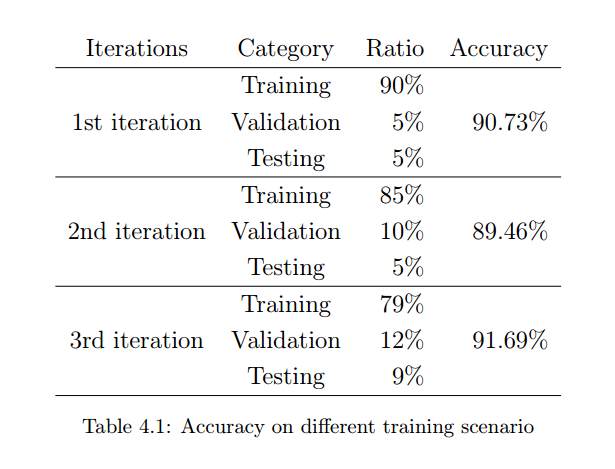 Iterations Category Ratio Accuracy
Training 90%
1st iteration Validation 5% 90.73%
Testing 5%
Training 85%
2nd iteration Validation 10% 89.46%
Testing 5%
Training 79%
3rd iteration Validation 12% 91.69%
Testing 9%
Table 4.1: Accuracy on different training scenario